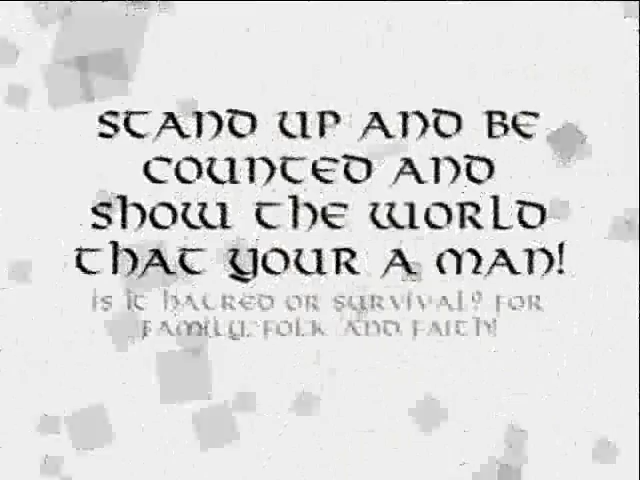 STAND UP AND BE
COUNTED AND
SHOW THE WORLD
THAT YOUR A MAN!
IS IT HATRED OR SURVIVAL? FOR
FAMILY, FOLK AND FAITH!